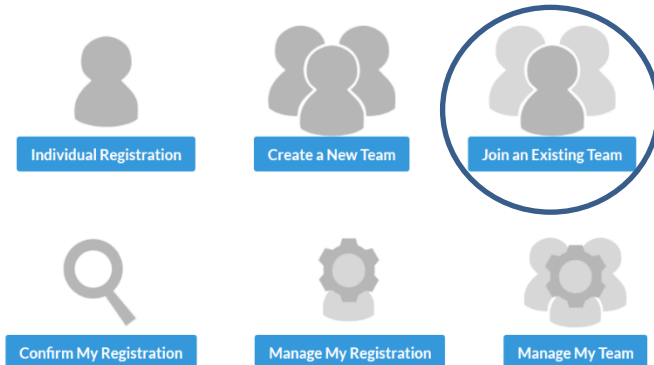 Individual Registration
Create a New Team
Join an Existing Team
Confirm My Registration
Manage My Registration
Manage My Team